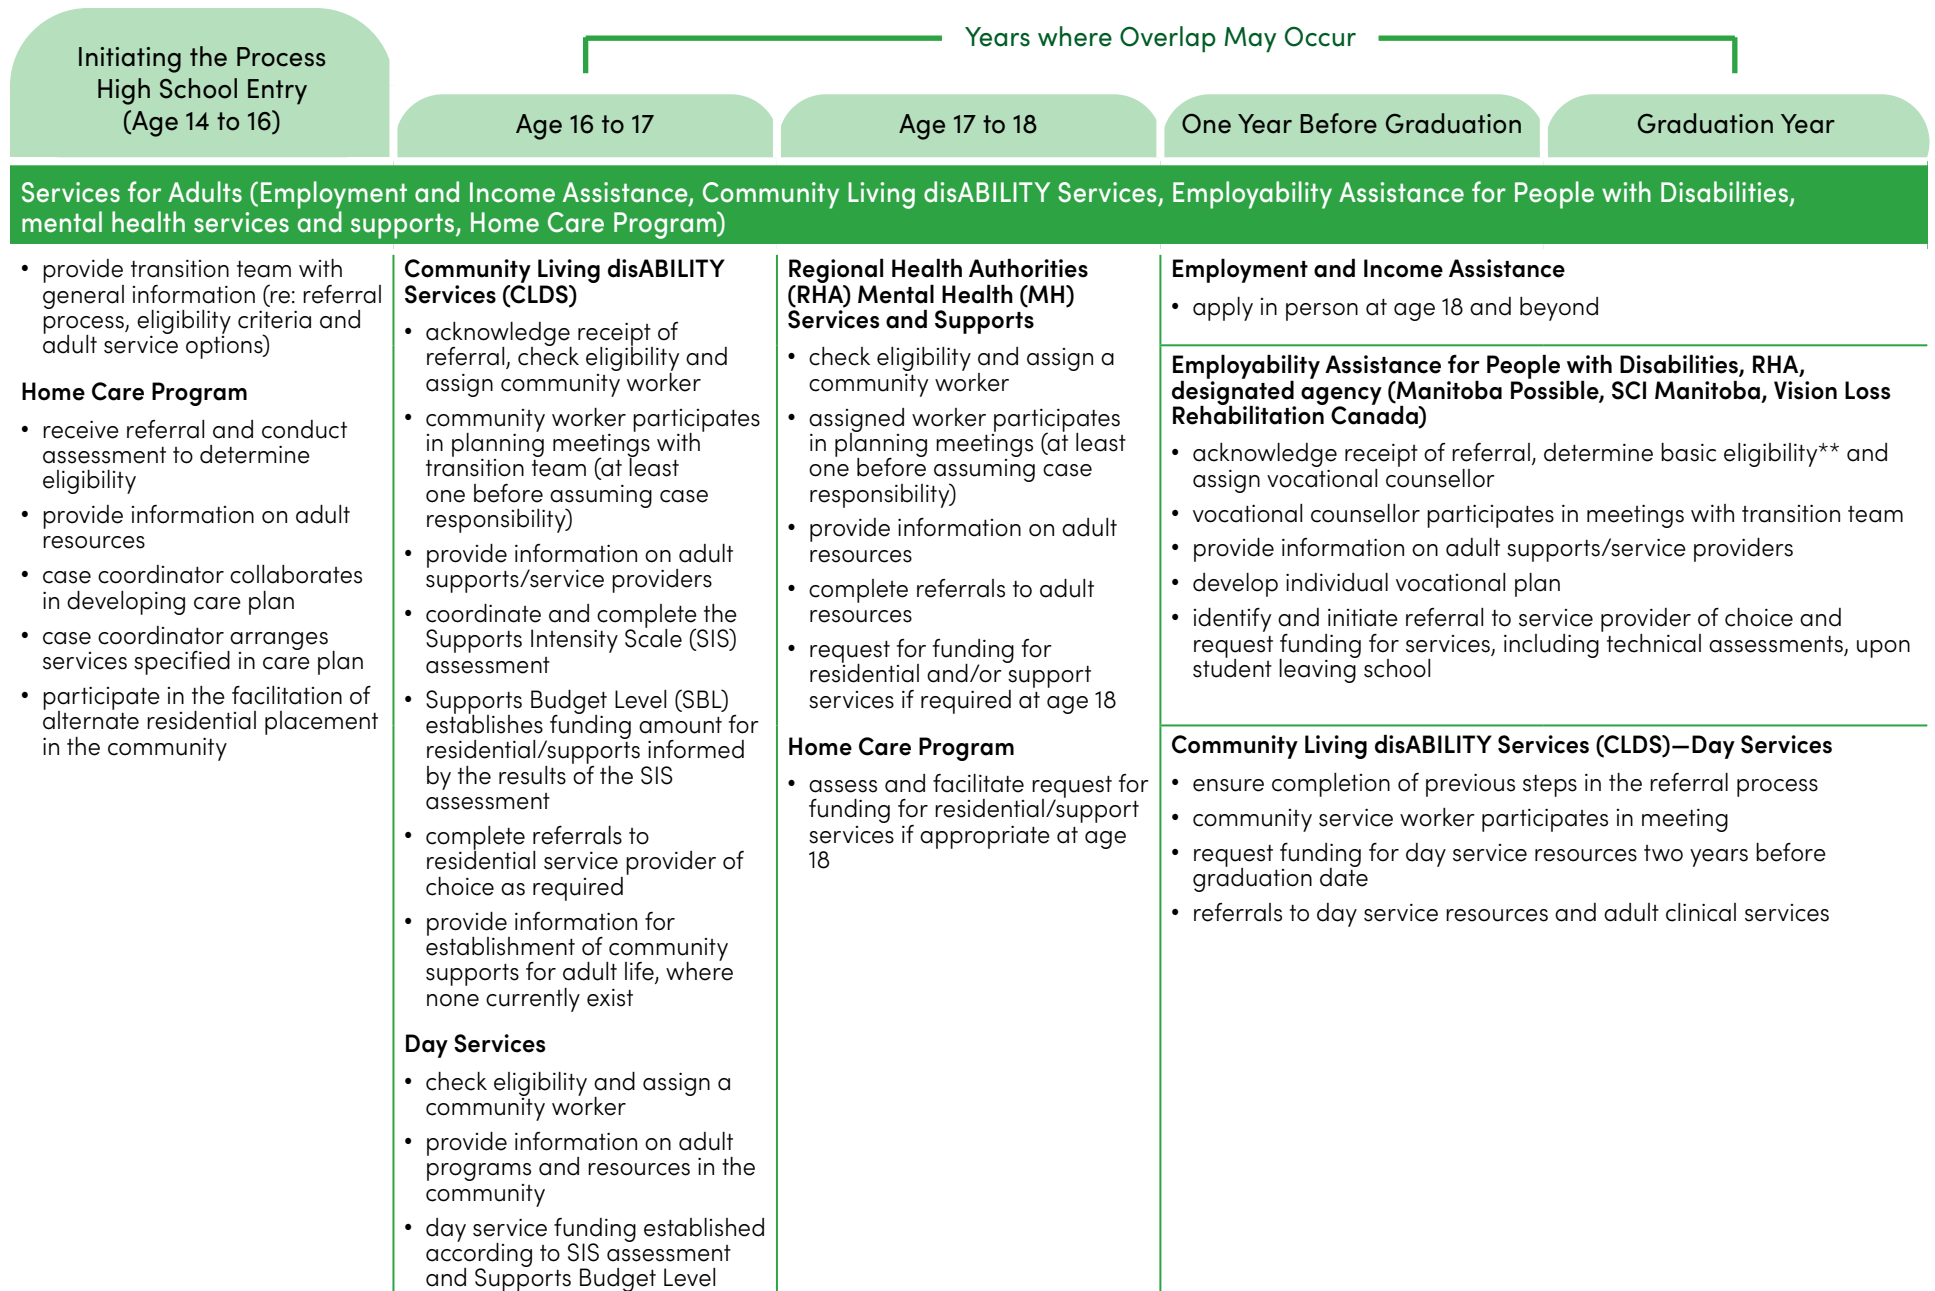 Initiating the Process
High School Entry
(Age 14 to 16)
Years where Overlap May Occur
Age 16 to 17
Age 17 to 18
One Year Before Graduation
Graduation Year
Services for Adults (Employment and Income Assistance, Community Living disABILITY Services, Employability Assistance for People with Disabilities,
mental health services and supports, Home Care Program)
• provide transition team with
general information (re: referral
process, eligibility criteria and
adult service options)
Home Care Program
• receive referral and conduct
assessment to determine
eligibility
• provide information on adult
resources
• case coordinator collaborates
in developing care plan
• case coordinator arranges
services specified in care plan
• participate in the facilitation of
alternate residential placement
in the community
Community Living disABILITY
Services (CLDS)
• acknowledge receipt of
referral, check eligibility and
assign community worker
• community worker participates
in planning meetings with
transition team (at least
one before assuming case
responsibility)
• provide information on adult
supports/service providers
• coordinate and complete the
Supports Intensity Scale (SIS)
assessment
• Supports Budget Level (SBL)
establishes funding amount for
residential/supports informed
by the results of the SIS
assessment
• complete referrals to
residential service provider of
choice as required
• provide information for
establishment of community
supports for adult life, where
none currently exist
Day Services
• check eligibility and assign a
community worker
• provide information on adult
programs and resources in the
community
• day service funding established
according to SIS assessment
and Supports Budget Level
Regional Health Authorities
(RHA) Mental Health (MH)
Services and Supports
• check eligibility and assign a
community worker
• assigned worker participates
in planning meetings (at least
one before assuming case
responsibility)
• provide information on adult
resources
• complete referrals to adult
resources
• request for funding for
residential and/or support
services if required at age 18
Home Care Program
• assess and facilitate request for
funding for residential/support
services if appropriate at age
18
Employment and Income Assistance
• apply in person at age 18 and beyond
Employability Assistance for People with Disabilities, RHA,
designated agency (Manitoba Possible, SCI Manitoba, Vision Loss
Rehabilitation Canada)
• acknowledge receipt of referral, determine basic eligibility** and
assign vocational counsellor
• vocational counsellor participates in meetings with transition team
• provide information on adult supports/service providers
• develop individual vocational plan
• identify and initiate referral to service provider of choice and
request funding for services, including technical assessments, upon
student leaving school
Community Living disABILITY Services (CLDS)—Day Services
• ensure completion of previous steps in the referral process
• community service worker participates in meeting
• request funding for day service resources two years before
graduation date
• referrals to day service resources and adult clinical services